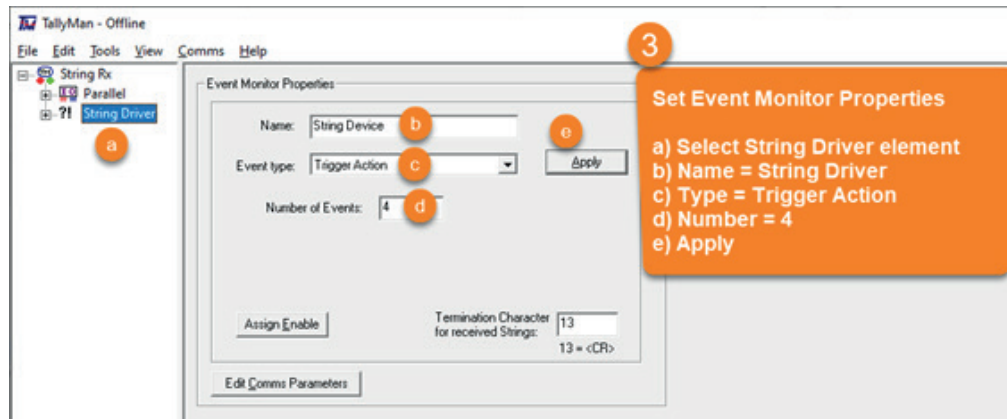 TallyMan - Offline
File Edit Tools View Comms Help
String Rx
Parallel
?! String Driver
a
Event Monitor Properties
Name: String Device b
e
Event type: Trigger Action c Apply
Number of Events: 4 d
Assign Enable
Termination Character
for received Strings: 13
13 = <CR>
Edit Comms Parameters
3
Set Event Monitor Properties
a) Select String Driver element
b) Name = String Driver
c) Type = Trigger Action
d) Number = 4
e) Apply